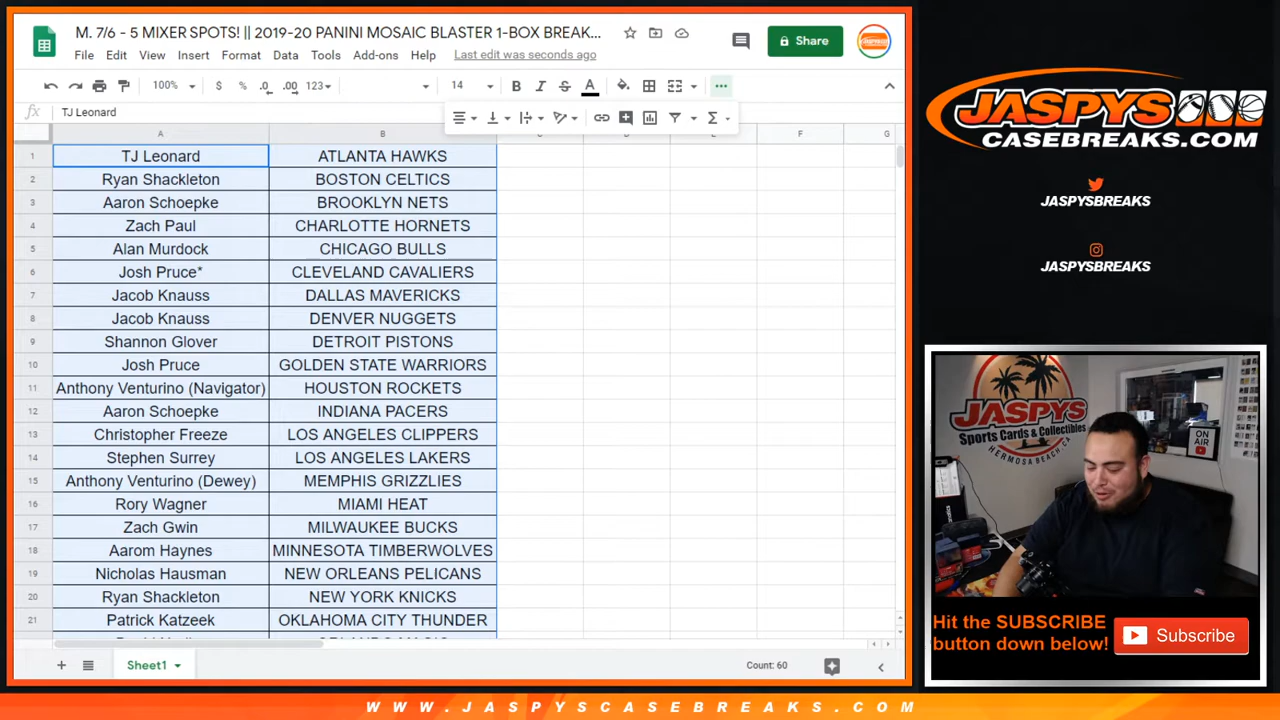 M. 7/6 - 5 MIXER SPOTS! || 2019-20 PANINI MOSAIC BLASTER 1-BOX BREAK...
File Edit View Insert Format Data Tools Add-ons Help Last edit was seconds ago
Share
100% $ % .0 .00 123 14 B I S A
fx TJ Leonard
A B C D E F G
1 TJ Leonard ATLANTA HAWKS
2 Ryan Shackleton BOSTON CELTICS
3 Aaron Schoepke BROOKLYN NETS
4 Zach Paul CHARLOTTE HORNETS
5 Alan Murdock CHICAGO BULLS
6 Josh Pruce* CLEVELAND CAVALIERS
7 Jacob Knauss DALLAS MAVERICKS
8 Jacob Knauss DENVER NUGGETS
9 Shannon Glover DETROIT PISTONS
10 Josh Pruce GOLDEN STATE WARRIORS
11 Anthony Venturino (Navigator) HOUSTON ROCKETS
12 Aaron Schoepke INDIANA PACERS
13 Christopher Freeze LOS ANGELES CLIPPERS
14 Stephen Surrey LOS ANGELES LAKERS
15 Anthony Venturino (Dewey) MEMPHIS GRIZZLIES
16 Rory Wagner MIAMI HEAT
17 Zach Gwin MILWAUKEE BUCKS
18 Aarom Haynes MINNESOTA TIMBERWOLVES
19 Nicholas Hausman NEW ORLEANS PELICANS
20 Ryan Shackleton NEW YORK KNICKS
21 Patrick Katzeek OKLAHOMA CITY THUNDER
Sheet1
Count: 60
JASPYS
CASEBREAKS.COM
JASPYSBREAKS
JASPYSBREAKS
JASPYS
Sports Cards & Collectibles
HERMOSA BEACH, CA
ON AIR
Hit the SUBSCRIBE
button down below!
Subscribe
WWW.JASPYSCASEBREAKS.COM